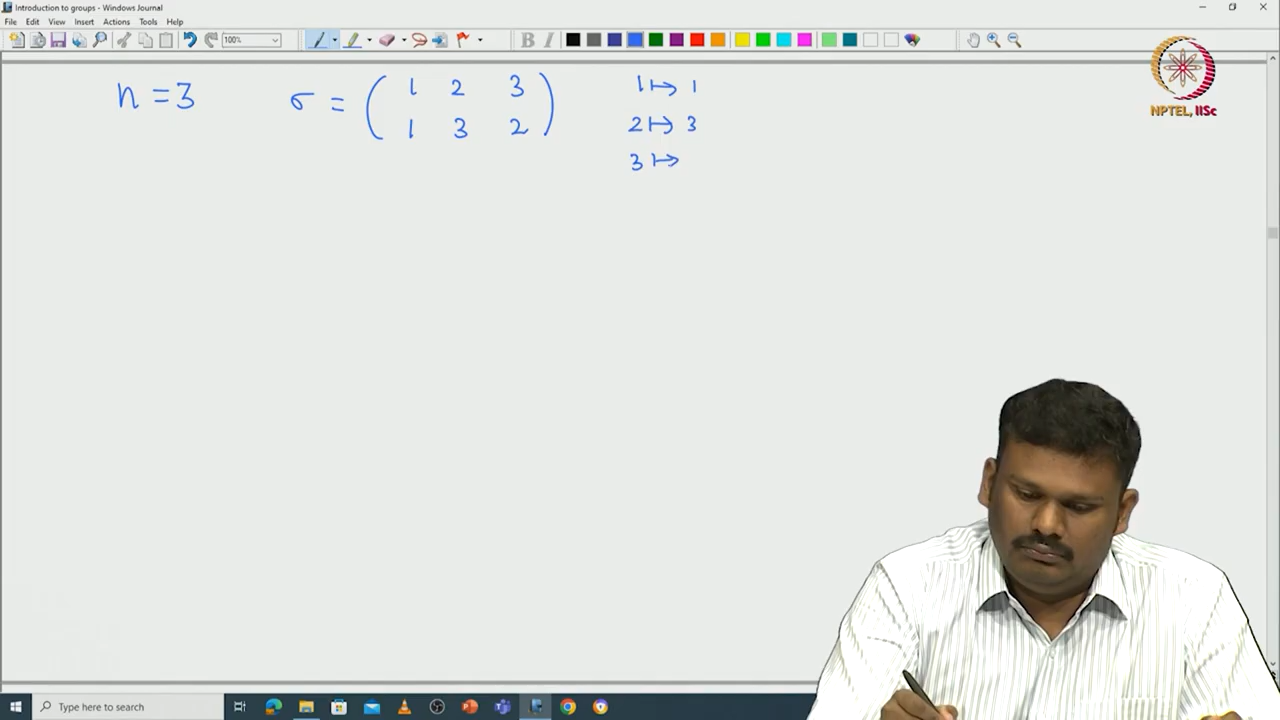 Introduction to groups - Windows Journal
File Edit View Insert Actions Tools Help
100% B I
n = 3 σ = ( 1 2 3 1 ↦ 1
1 3 2 ) 2 ↦ 3
3 ↦
NPTEL, IISc
Type here to search